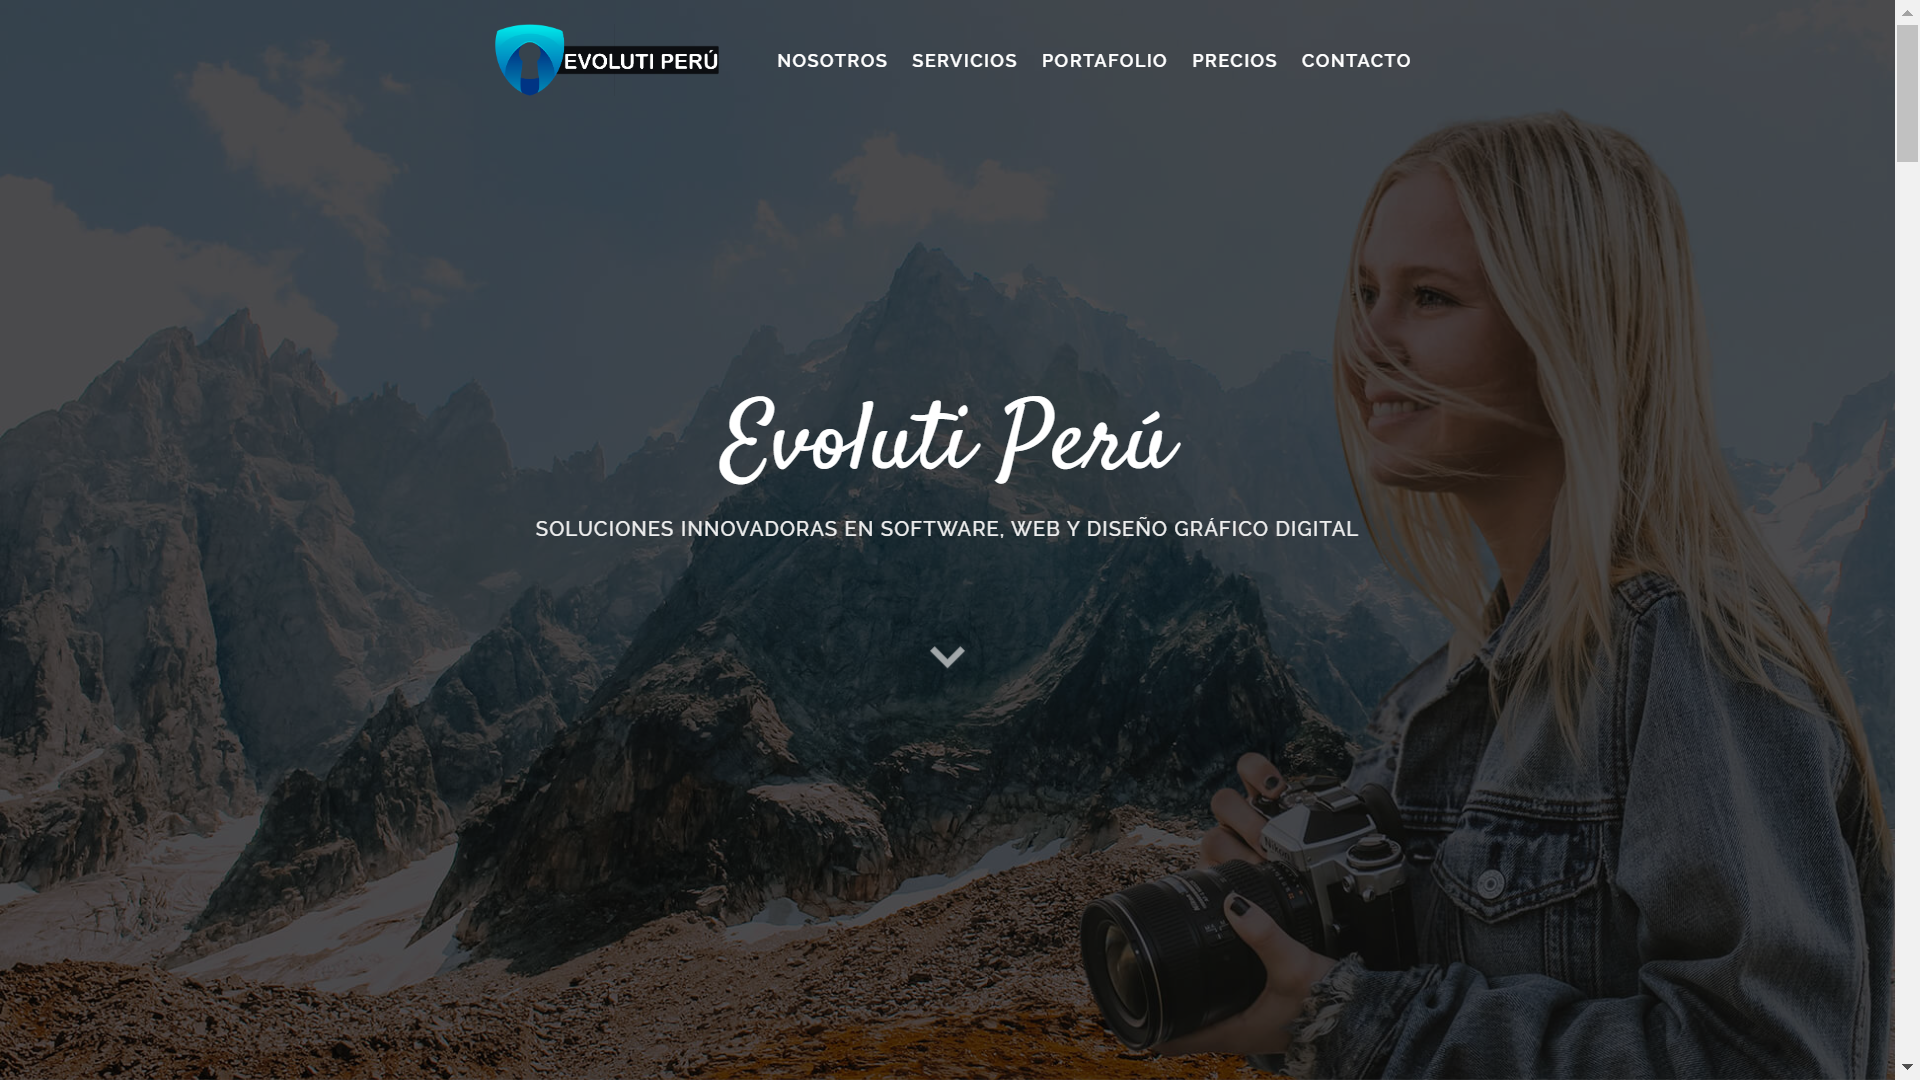 EVOLUTI PERÚ
NOSOTROS SERVICIOS PORTAFOLIO PRECIOS CONTACTO
Evoluti Perú
SOLUCIONES INNOVADORAS EN SOFTWARE, WEB Y DISEÑO GRÁFICO DIGITAL